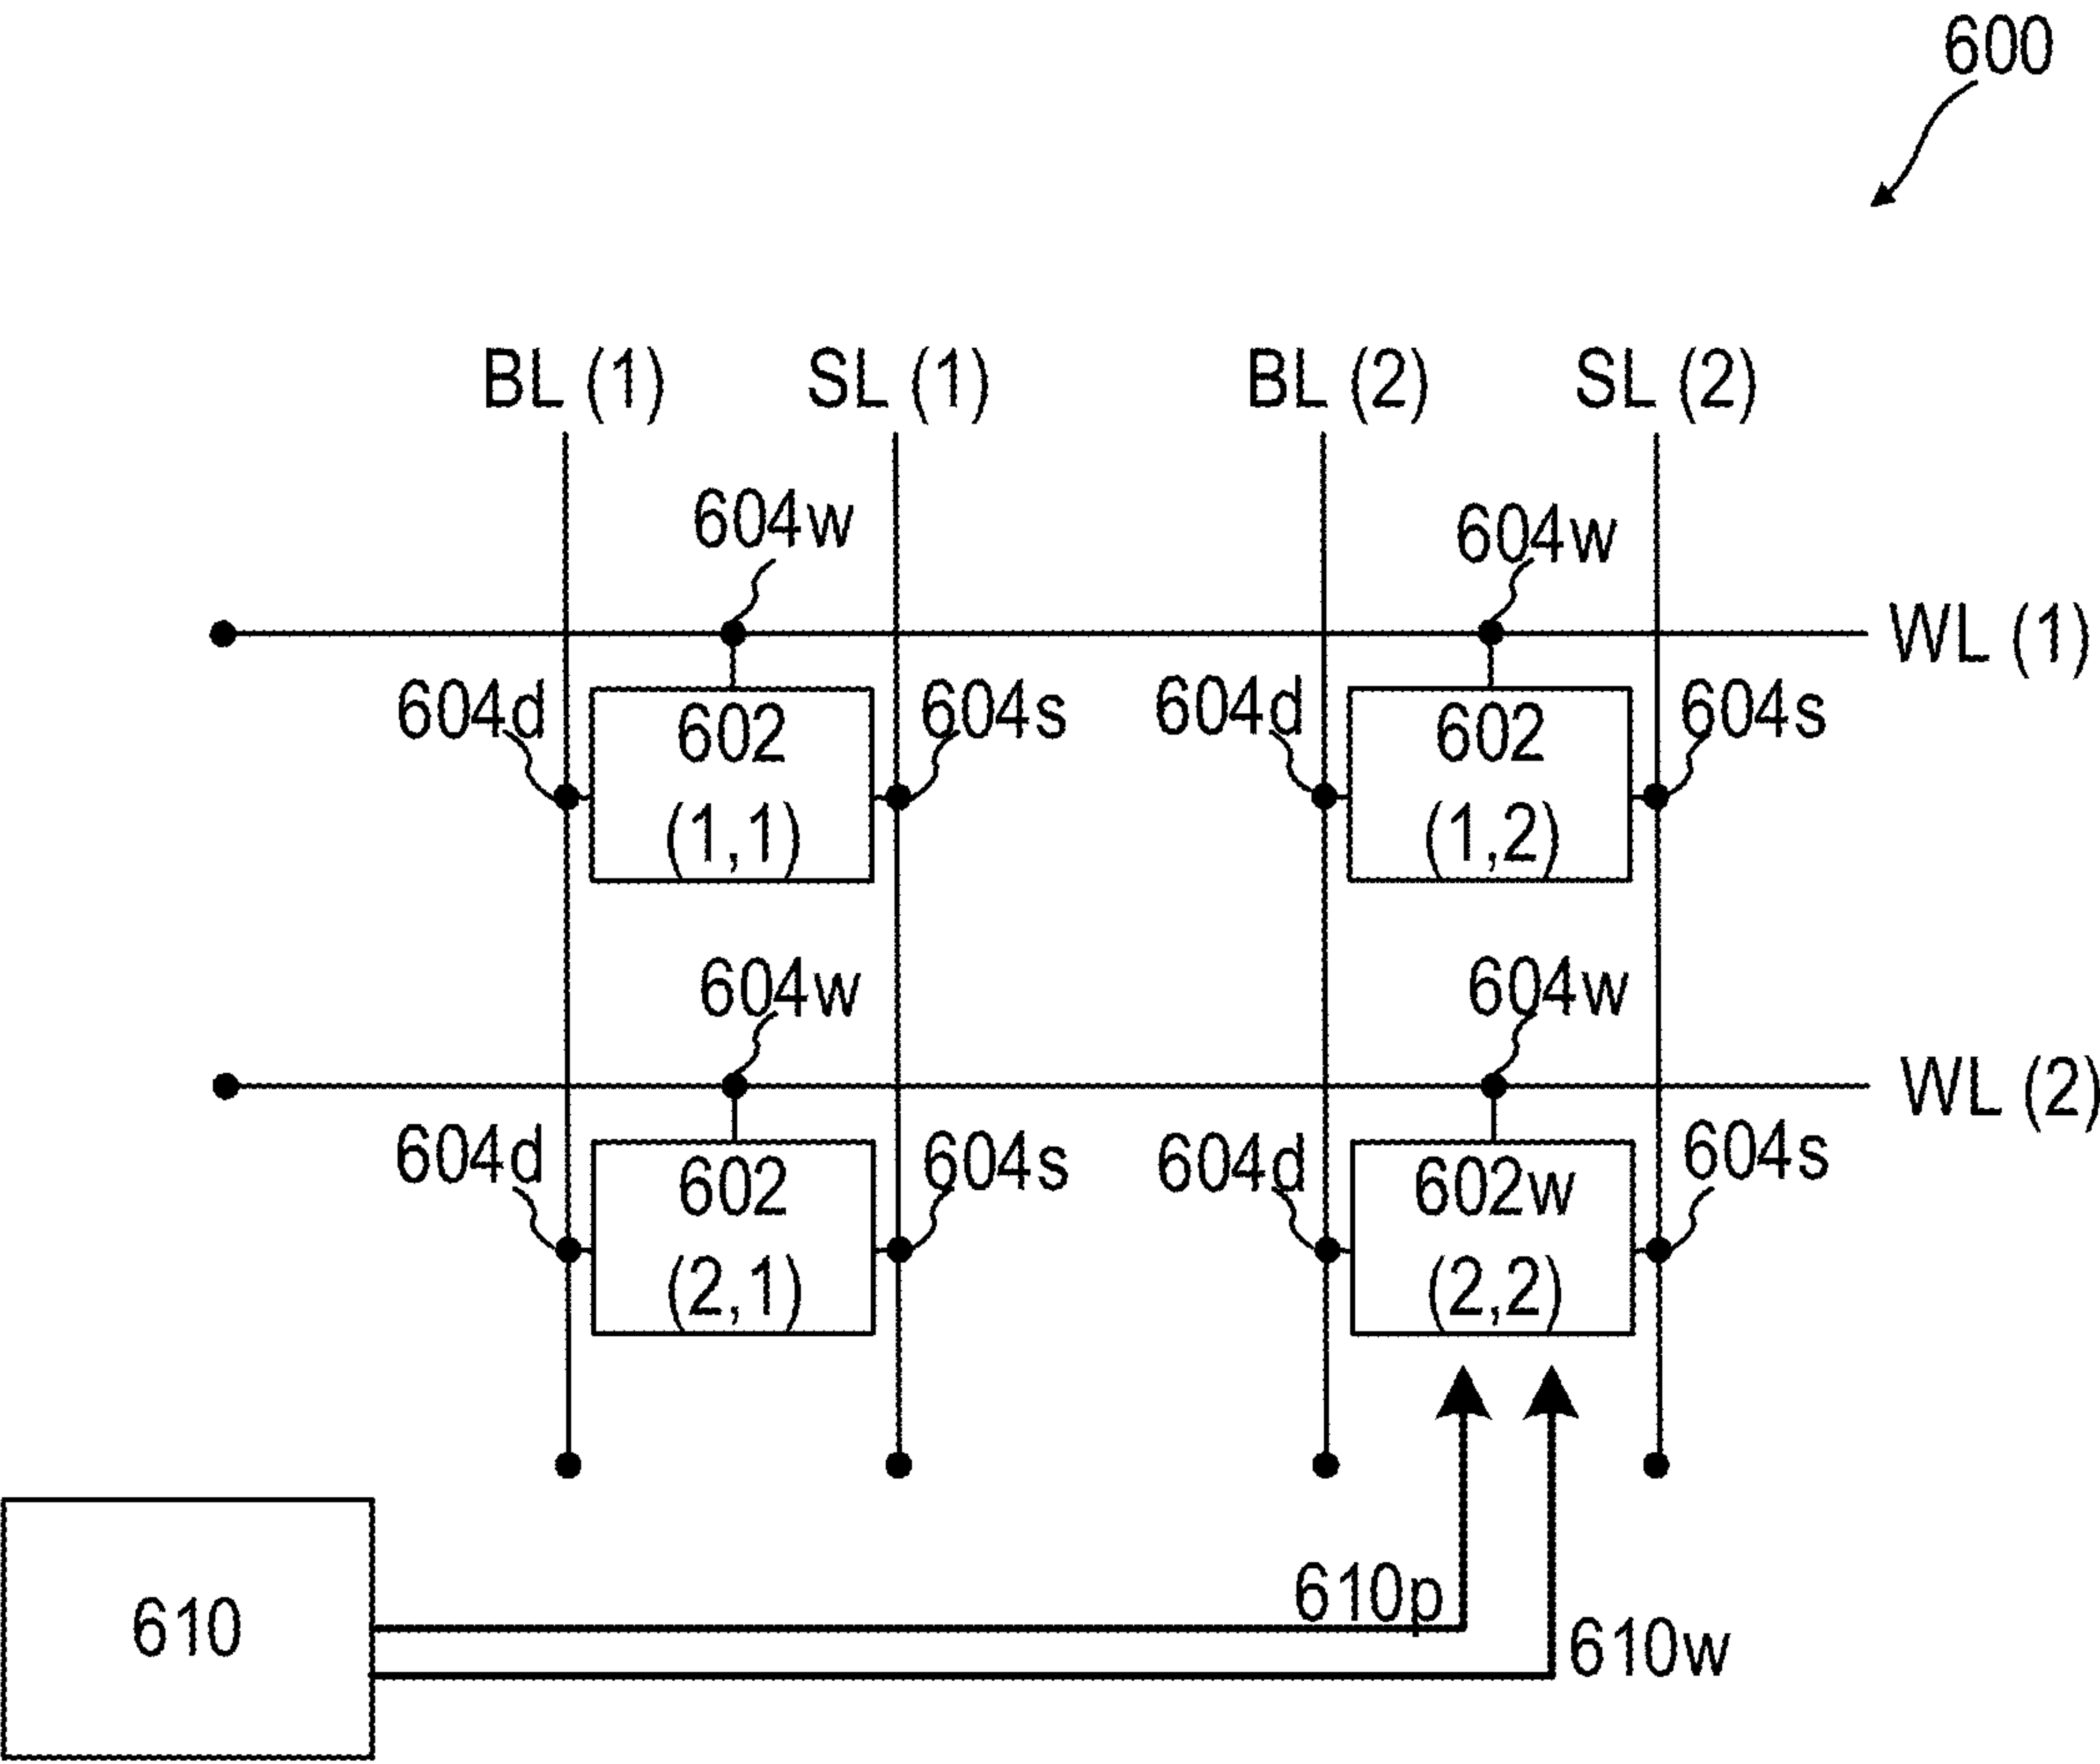 600
BL (1) SL (1) BL (2) SL (2)
604w 604w
WL (1)
604d 602 604s 604d 602 604s
(1,1) (1,2)
604w 604w
WL (2)
604d 602 604s 604d 602w 604s
(2,1) (2,2)
610p
610 610w